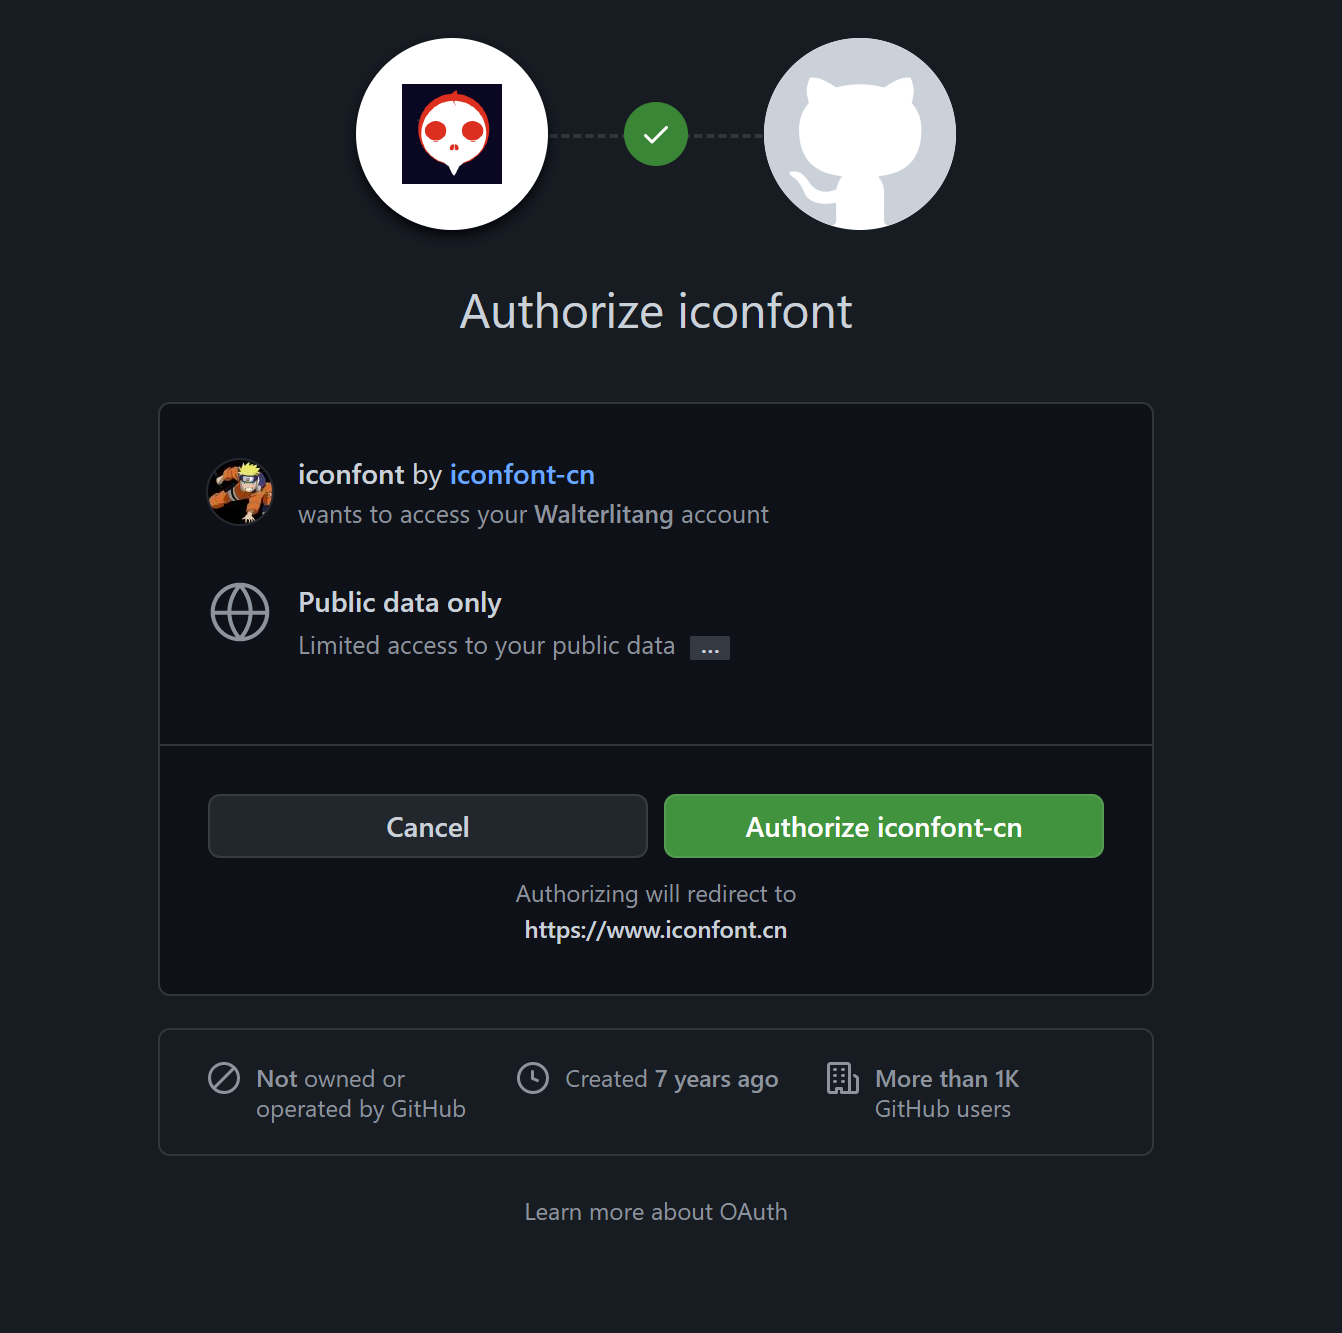 Authorize iconfont
iconfont by iconfont-cn
wants to access your Walterlitang account
Public data only
Limited access to your public data ...
Cancel
Authorize iconfont-cn
Authorizing will redirect to
https://www.iconfont.cn
Not owned or
operated by GitHub
Created 7 years ago
More than 1K
GitHub users
Learn more about OAuth